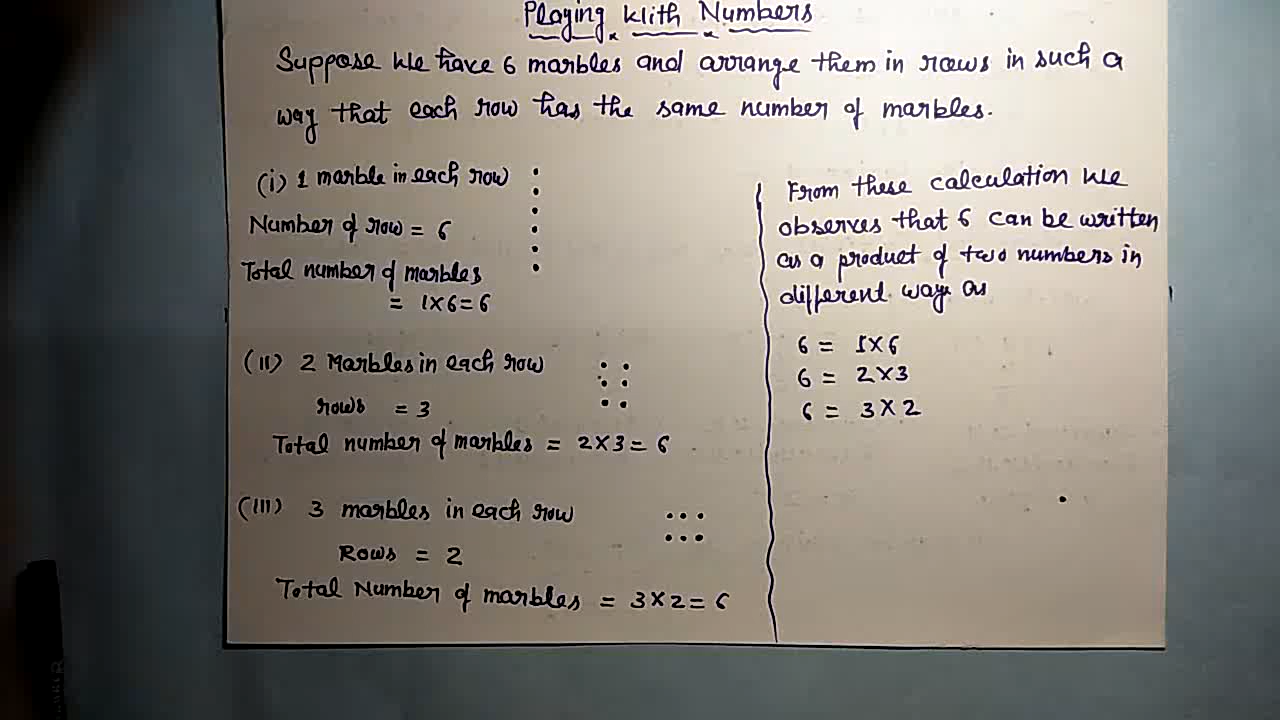 Playing With Numbers
Suppose We have 6 marbles and arrange them in rows in such a
way that each row has the same number of marbles.
(i) 1 marble in each row
Number of row = 6
Total number of marbles
= 1×6=6
(II) 2 Marbles in each row
rows = 3
Total number of marbles = 2×3=6
(III) 3 marbles in each row
Rows = 2
Total Number of marbles = 3×2=6
From these calculation We
observes that 6 can be written
as a product of two numbers in
different way as
6 = 1×6
6 = 2×3
6 = 3×2